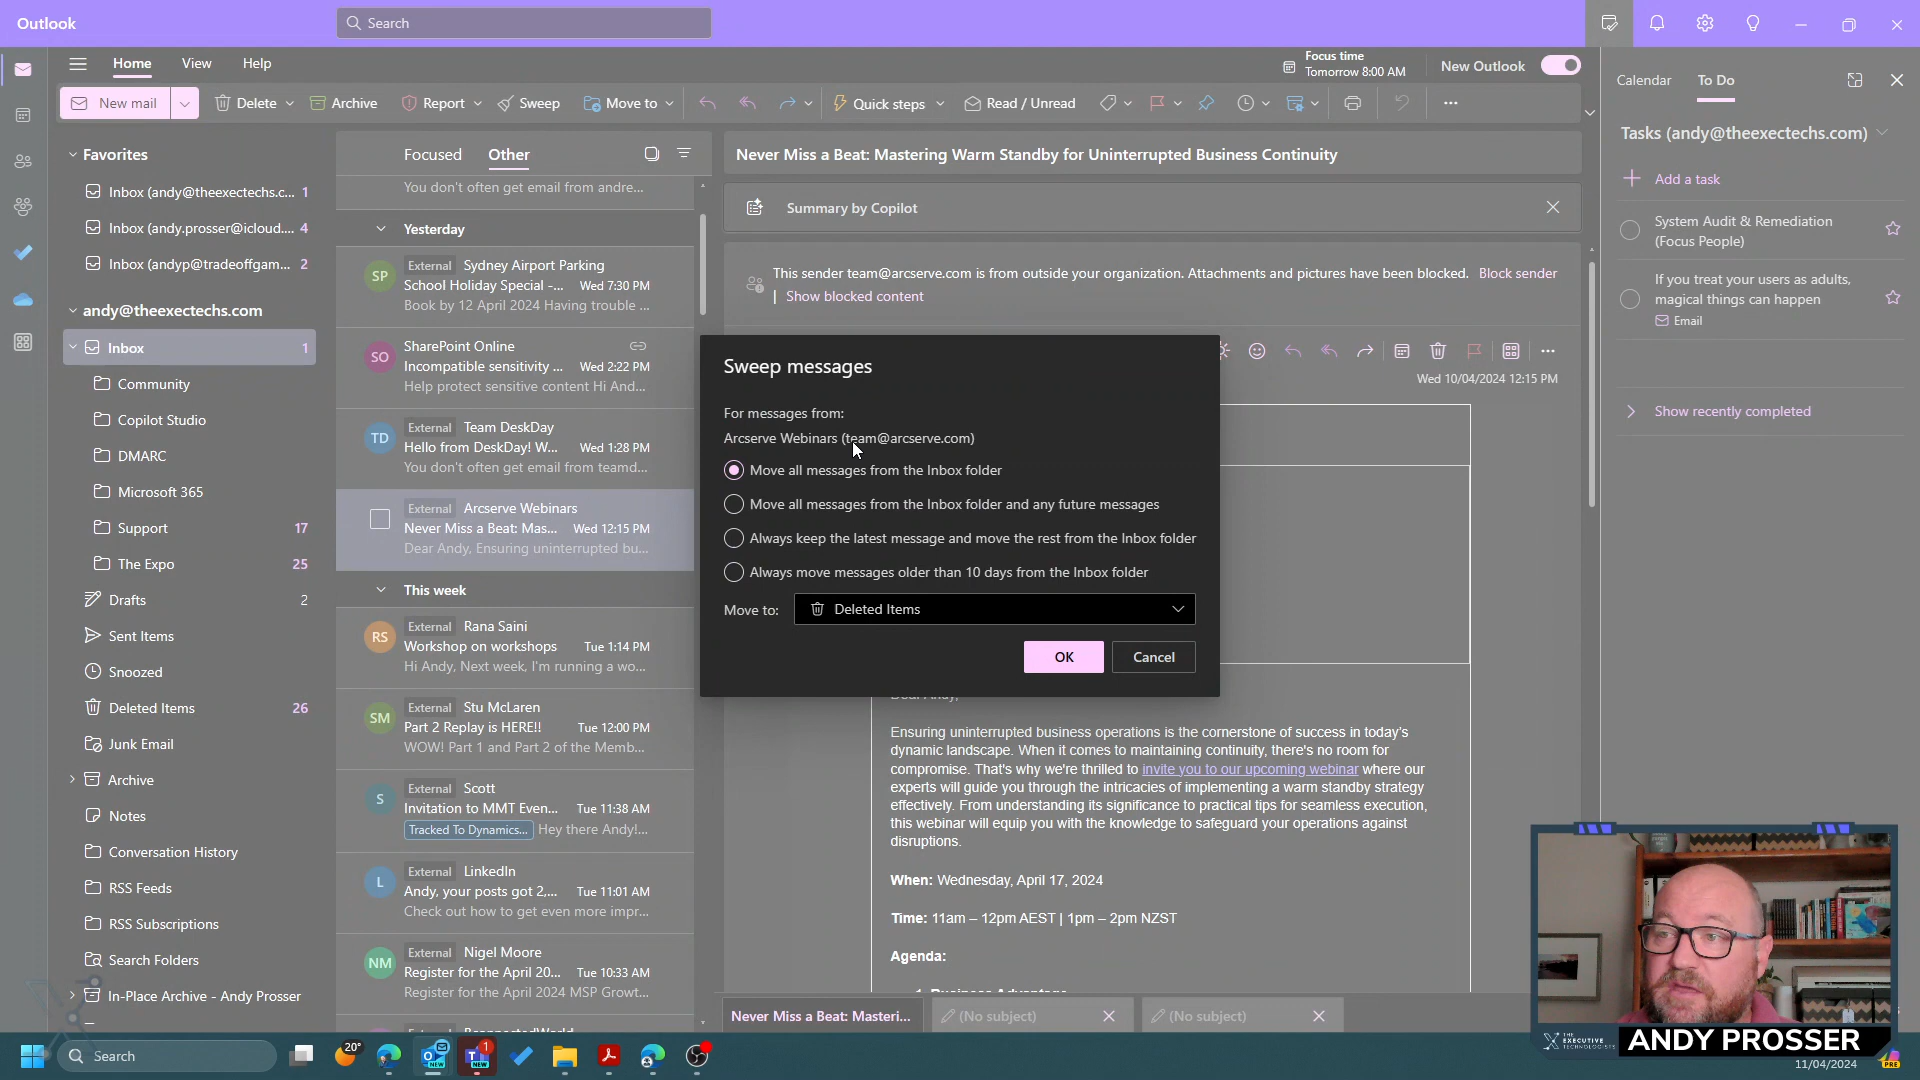 Outlook
Search
Home
View
Help
Focus time
Tomorrow 8:00 AM
New Outlook
New mail
Delete
Archive
Report
Sweep
Move to
Quick steps
Read / Unread
Favorites
Inbox (andy@theexectechs.c... 1
Inbox (andy.prosser@icloud.... 4
Inbox (andyp@tradeoffgam... 2
andy@theexectechs.com
Inbox 1
Community
Copilot Studio
DMARC
Microsoft 365
Support 17
The Expo 25
Drafts 2
Sent Items
Snoozed
Deleted Items 26
Junk Email
Archive
Notes
Conversation History
RSS Feeds
RSS Subscriptions
Search Folders
In-Place Archive - Andy Prosser
Focused
Other
You don't often get email from andre...
Yesterday
SP
External Sydney Airport Parking
School Holiday Special -... Wed 7:30 PM
Book by 12 April 2024 Having trouble ...
SO
SharePoint Online
Incompatible sensitivity ... Wed 2:22 PM
Help protect sensitive content Hi And...
TD
External Team DeskDay
Hello from DeskDay! W... Wed 1:28 PM
You don't often get email from teamd...
External Arcserve Webinars
Never Miss a Beat: Mas... Wed 12:15 PM
Dear Andy, Ensuring uninterrupted bu...
This week
RS
External Rana Saini
Workshop on workshops Tue 1:14 PM
Hi Andy, Next week, I'm running a wo...
SM
External Stu McLaren
Part 2 Replay is HERE!! Tue 12:00 PM
WOW! Part 1 and Part 2 of the Memb...
S
External Scott
Invitation to MMT Even... Tue 11:38 AM
Tracked To Dynamics... Hey there Andy!...
L
External LinkedIn
Andy, your posts got 2,... Tue 11:01 AM
Check out how to get even more impr...
NM
External Nigel Moore
Register for the April 20... Tue 10:33 AM
Register for the April 2024 MSP Growt...
Never Miss a Beat: Mastering Warm Standby for Uninterrupted Business Continuity
Summary by Copilot
This sender team@arcserve.com is from outside your organization. Attachments and pictures have been blocked. Block sender
| Show blocked content
Wed 10/04/2024 12:15 PM
Sweep messages
For messages from:
Arcserve Webinars (team@arcserve.com)
Move all messages from the Inbox folder
Move all messages from the Inbox folder and any future messages
Always keep the latest message and move the rest from the Inbox folder
Always move messages older than 10 days from the Inbox folder
Move to: Deleted Items
OK
Cancel
Dear Andy,
Ensuring uninterrupted business operations is the cornerstone of success in today's
dynamic landscape. When it comes to maintaining continuity, there's no room for
compromise. That's why we're thrilled to invite you to our upcoming webinar where our
experts will guide you through the intricacies of implementing a warm standby strategy
effectively. From understanding its significance to practical tips for seamless execution,
this webinar will equip you with the knowledge to safeguard your operations against
disruptions.
When: Wednesday, April 17, 2024
Time: 11am – 12pm AEST | 1pm – 2pm NZST
Agenda:
1. Business Advantage
Never Miss a Beat: Masteri...
(No subject)
(No subject)
Calendar
To Do
Tasks (andy@theexectechs.com)
Add a task
System Audit & Remediation
(Focus People)
If you treat your users as adults,
magical things can happen
Email
Show recently completed
THE
EXECUTIVE
TECHNOLOGISTS
ANDY PROSSER
Search
20°
NEW
1
NEW
11/04/2024
PRE